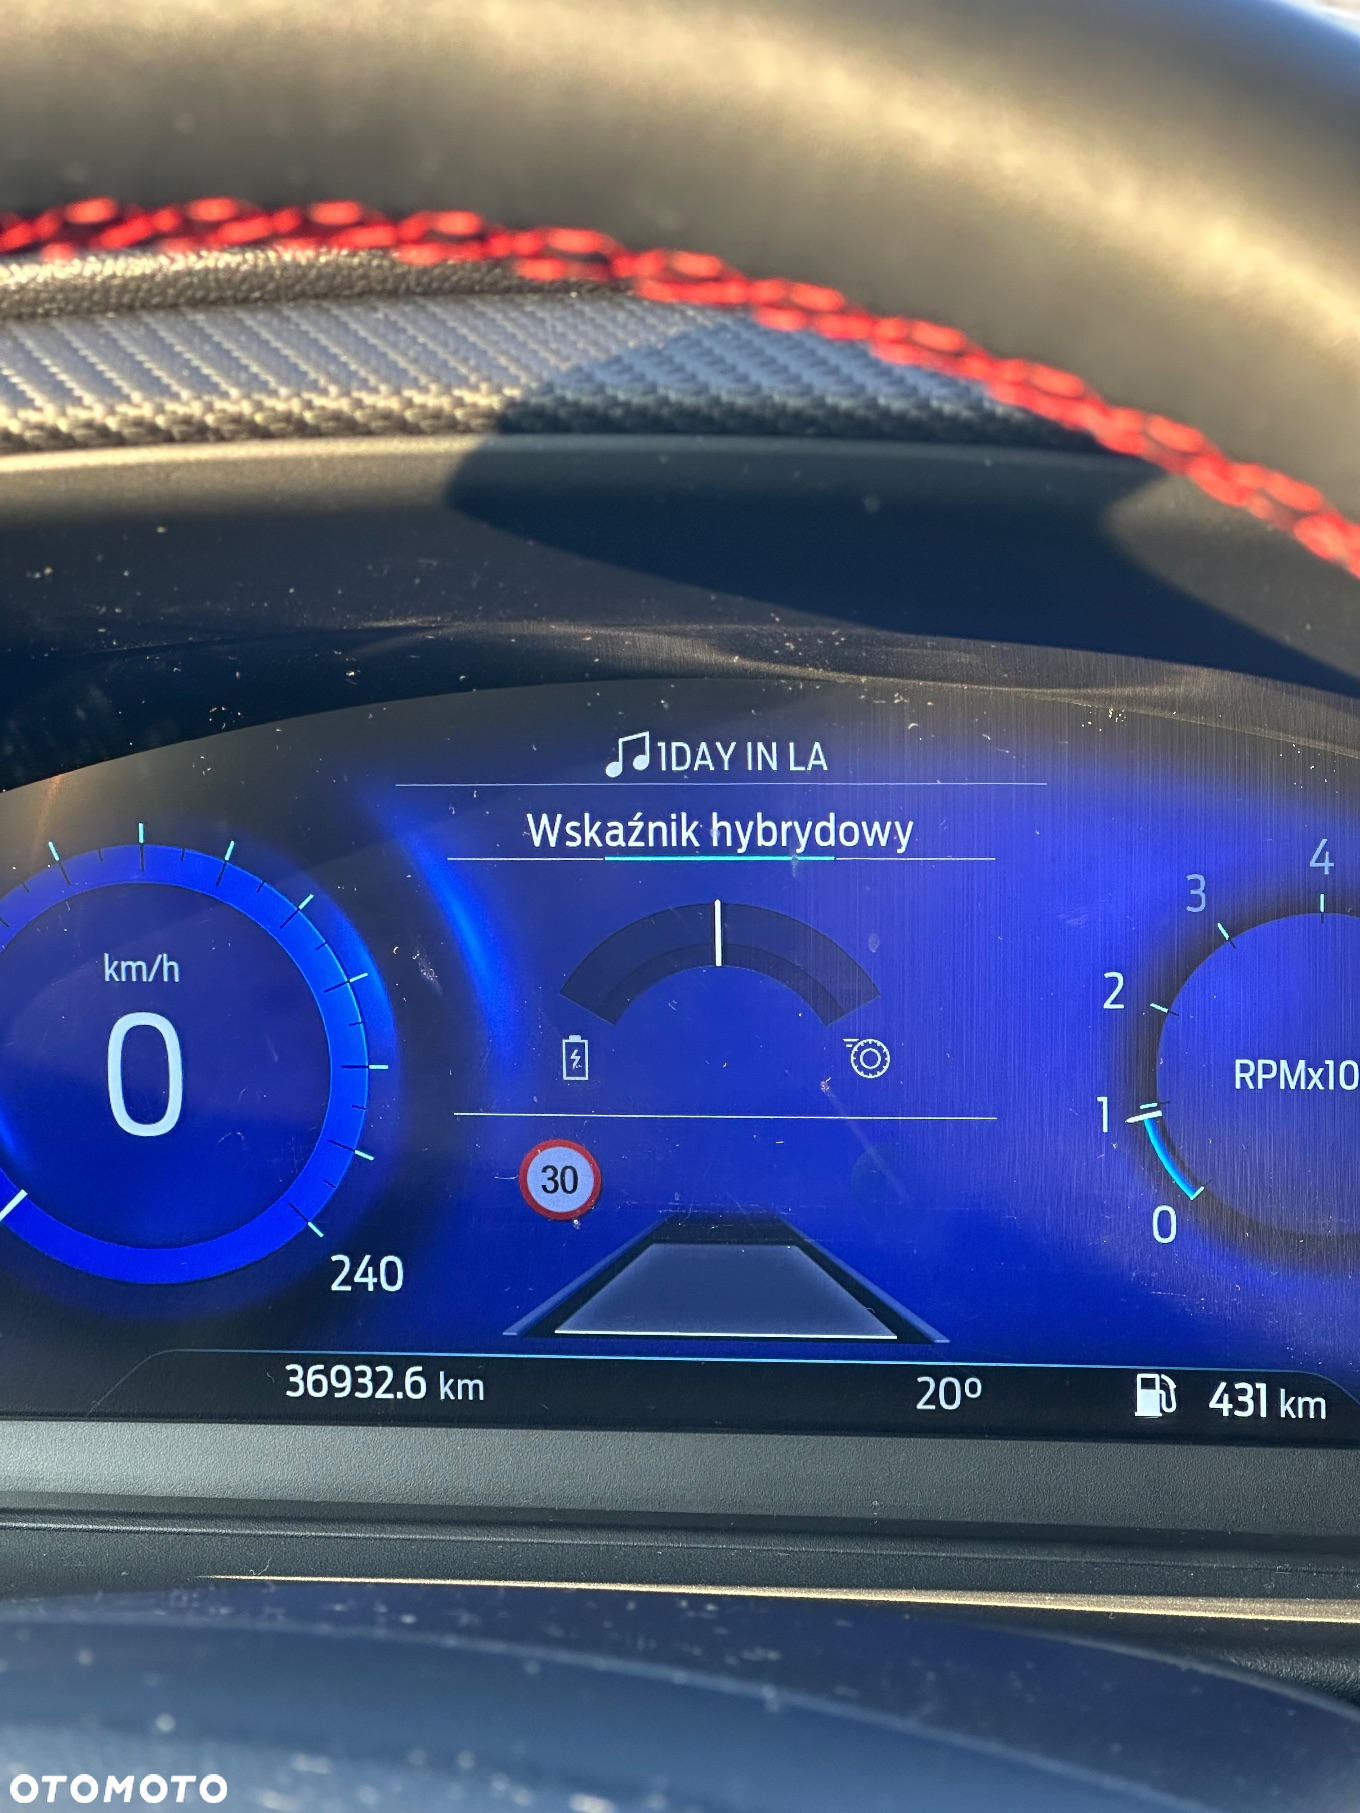 1DAY IN LA
Wskaźnik hybrydowy
km/h
0
240
30
4
3
2
1
0
RPMx10
36932.6 km
20º
431 km
OTOMOTO